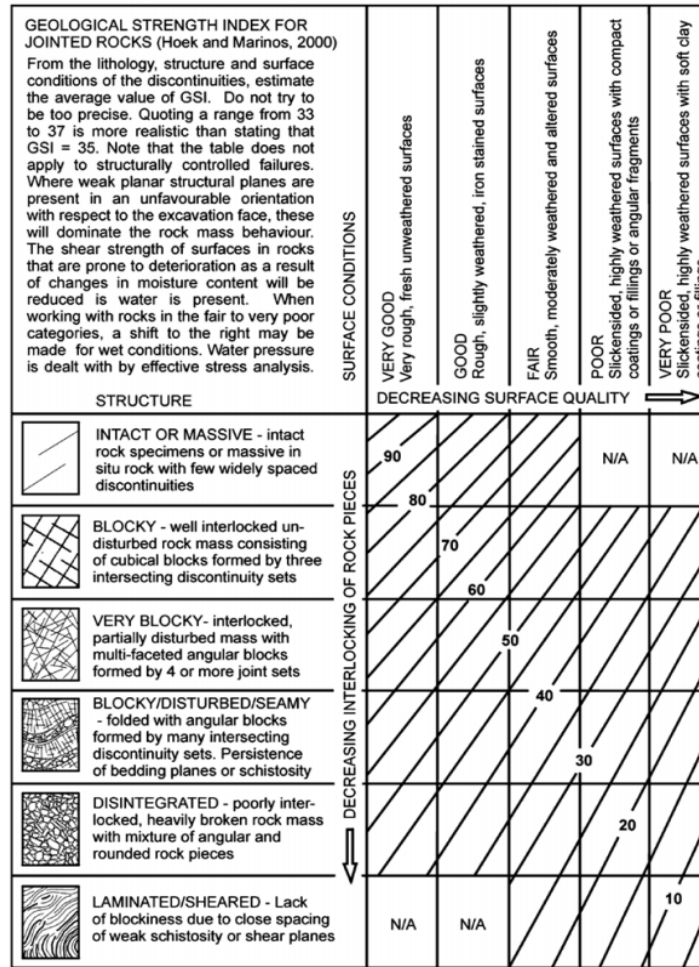 GEOLOGICAL STRENGTH INDEX FOR
JOINTED ROCKS (Hoek and Marinos, 2000)
From the lithology, structure and surface
conditions of the discontinuities, estimate
the average value of GSI. Do not try to
be too precise. Quoting a range from 33
to 37 is more realistic than stating that
GSI = 35. Note that the table does not
apply to structurally controlled failures.
Where weak planar structural planes are
present in an unfavourable orientation
with respect to the excavation face, these
will dominate the rock mass behaviour.
The shear strength of surfaces in rocks
that are prone to deterioration as a result
of changes in moisture content will be
reduced is water is present. When
working with rocks in the fair to very poor
categories, a shift to the right may be
made for wet conditions. Water pressure
is dealt with by effective stress analysis.
STRUCTURE
SURFACE CONDITIONS
VERY GOOD
Very rough, fresh unweathered surfaces
GOOD
Rough, slightly weathered, iron stained surfaces
FAIR
Smooth, moderately weathered and altered surfaces
POOR
Slickensided, highly weathered surfaces with compact
coatings or fillings or angular fragments
VERY POOR
Slickensided, highly weathered surfaces with soft clay
DECREASING SURFACE QUALITY
DECREASING INTERLOCKING OF ROCK PIECES
INTACT OR MASSIVE - intact
rock specimens or massive in
situ rock with few widely spaced
discontinuities
90
80
N/A
N/A
BLOCKY - well interlocked un-
disturbed rock mass consisting
of cubical blocks formed by three
intersecting discontinuity sets
70
60
VERY BLOCKY- interlocked,
partially disturbed mass with
multi-faceted angular blocks
formed by 4 or more joint sets
50
BLOCKY/DISTURBED/SEAMY
- folded with angular blocks
formed by many intersecting
discontinuity sets. Persistence
of bedding planes or schistosity
40
30
DISINTEGRATED - poorly inter-
locked, heavily broken rock mass
with mixture of angular and
rounded rock pieces
20
LAMINATED/SHEARED - Lack
of blockiness due to close spacing
of weak schistosity or shear planes
N/A
N/A
10